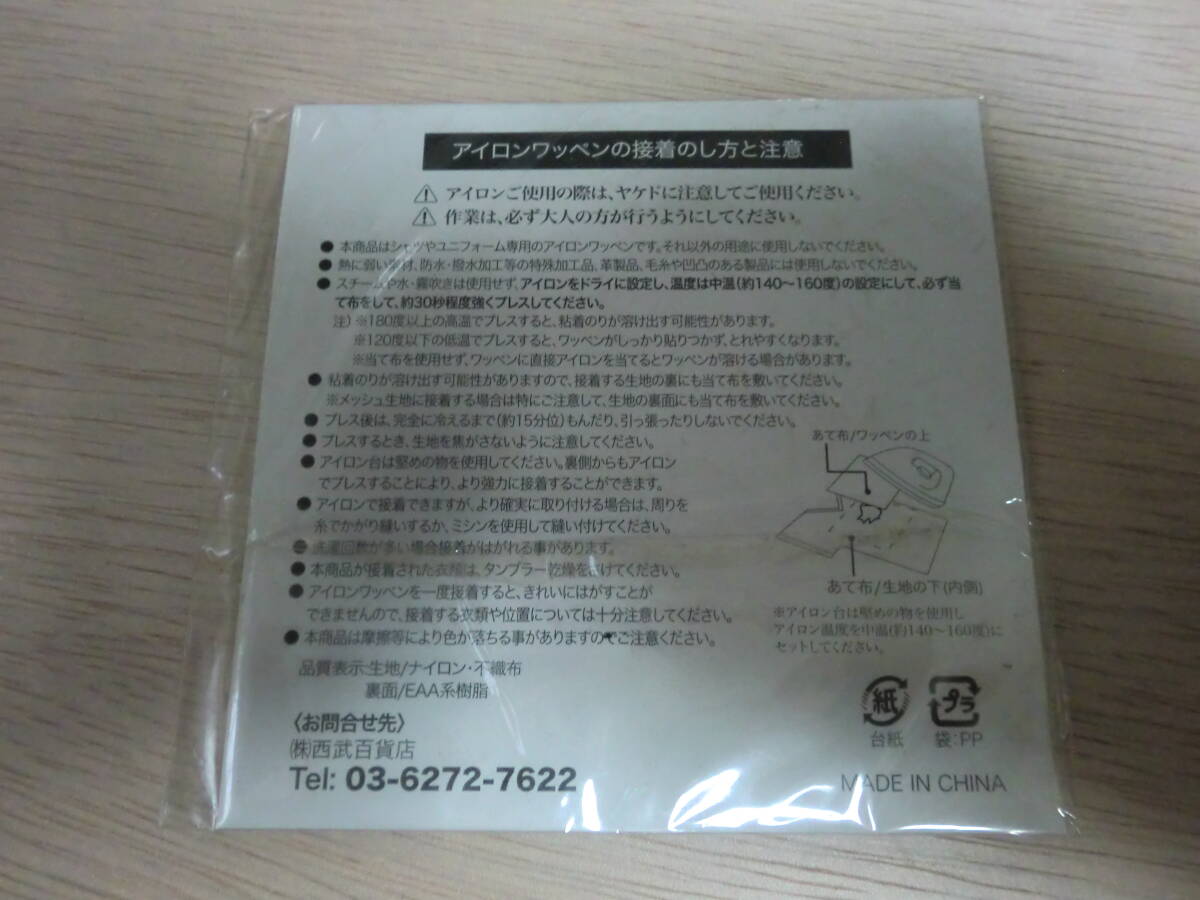 アイロンワッペンの接着のし方と注意
アイロンご使用の際は、ヤケドに注意してご使用ください。
作業は、必ず大人の方が行うようにしてください。
●本商品はシャツやユニフォーム専用のアイロンワッペンです。それ以外の用途に使用しないでください。
●熱に弱い素材、防水・撥水加工等の特殊加工品、革製品、毛糸や凹凸のある製品には使用しないでください。
●スチームや水・霧吹きは使用せず、アイロンをドライに設定し、温度は中温(約140〜160度)の設定にして、必ず当
て布をして、約30秒程度強くプレスしてください。
注)※180度以上の高温でプレスすると、粘着のりが溶け出す可能性があります。
※120度以下の低温でプレスすると、ワッペンがしっかり貼りつかず、とれやすくなります。
※当て布を使用せず、ワッペンに直接アイロンを当てるとワッペンが溶ける場合があります。
●粘着のりが溶け出す可能性がありますので、接着する生地の裏にも当て布を敷いてください。
※メッシュ生地に接着する場合は特にご注意して、生地の裏面にも当て布を敷いてください。
●プレス後は、完全に冷えるまで(約15分位)もんだり、引っ張ったりしないでください。
●プレスするとき、生地を焦がさないように注意してください。
●アイロン台は堅めの物を使用してください。裏側からもアイロン
でプレスすることにより、より強力に接着することができます。
●アイロンで接着できますが、より確実に取り付ける場合は、周りを
糸でかがり縫いするか、ミシンを使用して縫い付けてください。
●洗濯回数が多い場合接着がはがれる事があります。
●本商品が接着された衣類は、タンブラー乾燥をさけてください。
●アイロンワッペンを一度接着すると、きれいにはがすことが
できませんので、接着する衣類や位置については十分注意してください。
●本商品は摩擦等により色が落ちる事がありますのでご注意ください。
あて布/ワッペンの上
あて布/生地の下(内側)
※アイロン台は堅めの物を使用し
アイロン温度を中温(約140〜160度)に
セットしてください。
品質表示:生地/ナイロン・不織布
裏面/EAA系樹脂
〈お問合せ先〉
㈱西武百貨店
Tel: 03-6272-7622
紙
台紙
プラ
袋:PP
MADE IN CHINA